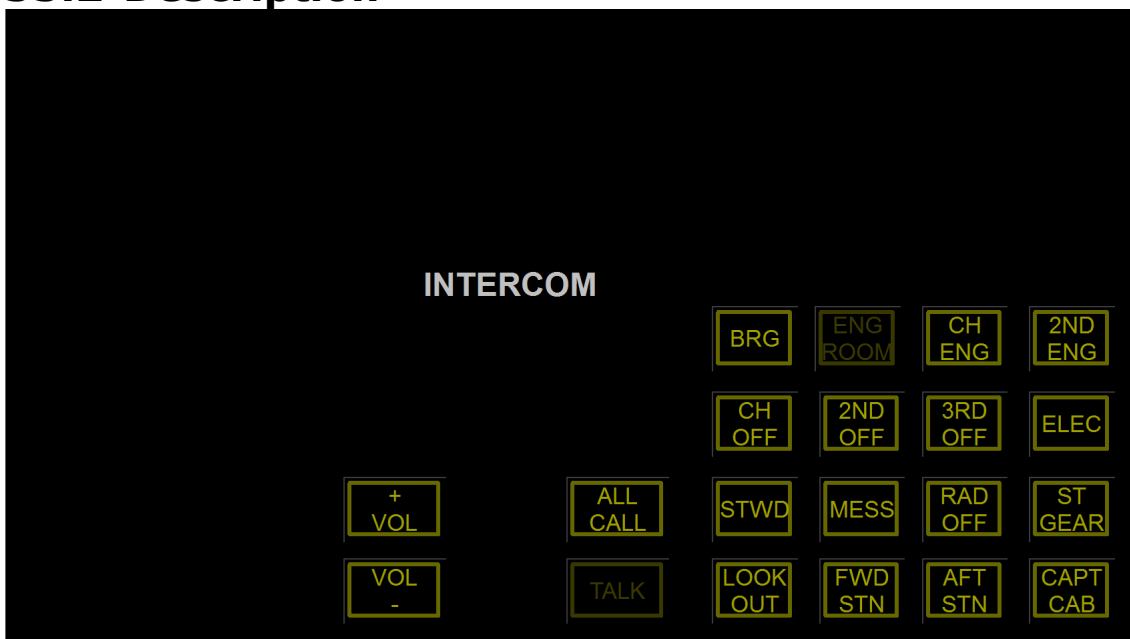 INTERCOM
BRG
ENG
ROOM
CH
ENG
2ND
ENG
CH
OFF
2ND
OFF
3RD
OFF
ELEC
+
VOL
ALL
CALL
STWD
MESS
RAD
OFF
ST
GEAR
VOL
-
TALK
LOOK
OUT
FWD
STN
AFT
STN
CAPT
CAB